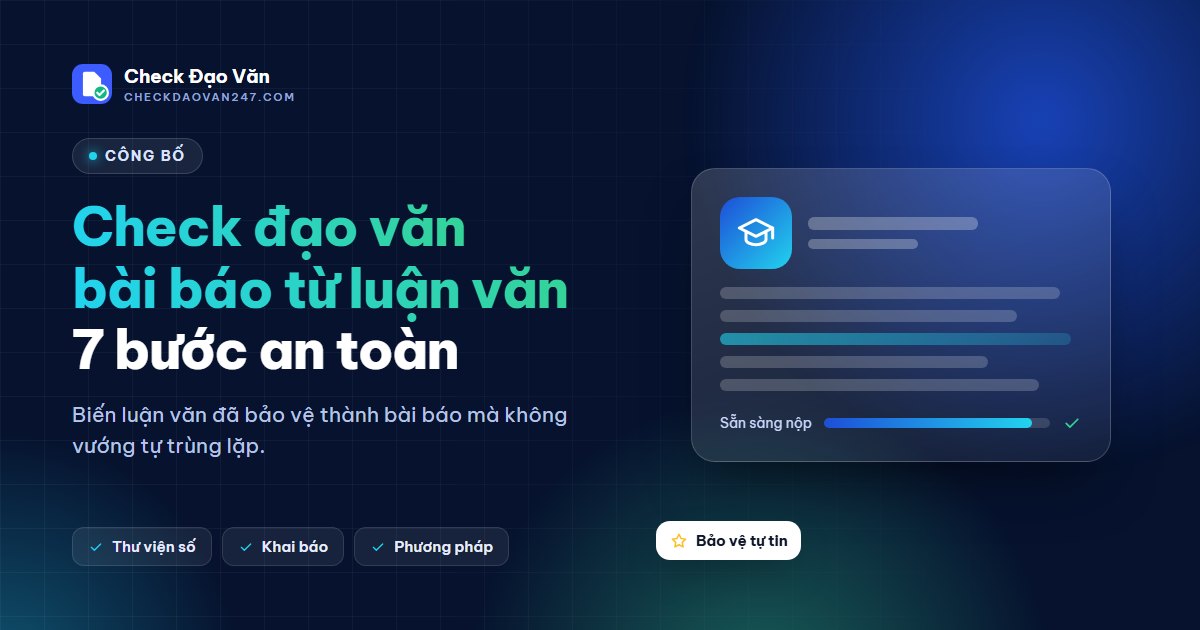 Check Đạo Văn
CHECKDAOVAN247.COM
CÔNG BỐ
Check đạo văn
bài báo từ luận văn
7 bước an toàn
Biến luận văn đã bảo vệ thành bài báo mà không
vướng tự trùng lặp.
Sẵn sàng nộp
Thư viện số
Khai báo
Phương pháp
Bảo vệ tự tin